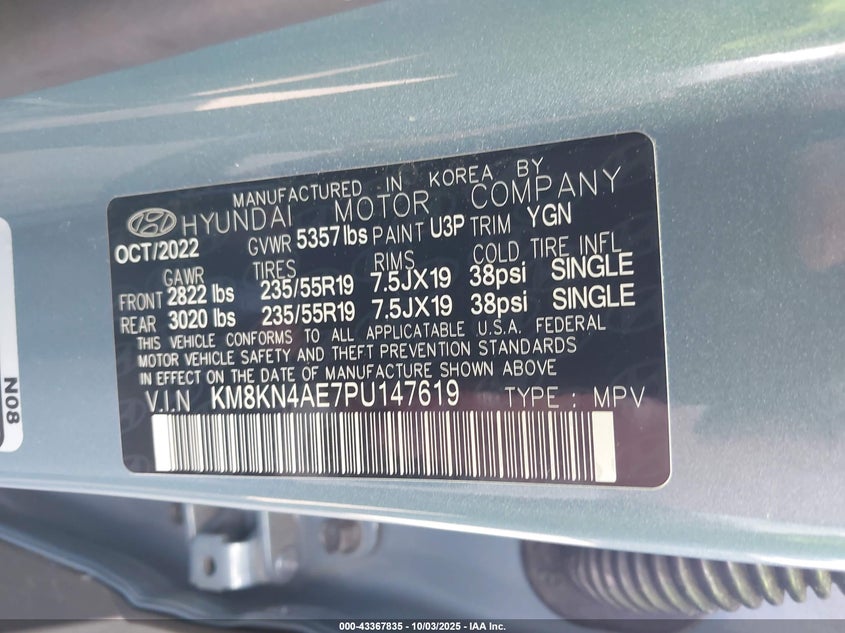 MANUFACTURED IN KOREA BY
HYUNDAI MOTOR COMPANY
OCT/2022 GVWR 5357 lbs PAINT U3P TRIM YGN
GAWR TIRES RIMS COLD TIRE INFL
FRONT 2822 lbs 235/55R19 7.5JX19 38psi SINGLE
REAR 3020 lbs 235/55R19 7.5JX19 38psi SINGLE
THIS VEHICLE CONFORMS TO ALL APPLICABLE U.S.A. FEDERAL
MOTOR VEHICLE SAFETY AND THEFT PREVENTION STANDARDS
IN EFFECT ON THE DATE OF MANUFACTURE SHOWN ABOVE
V.I.N KM8KN4AE7PU147619 TYPE : MPV
N08
000-43367835 - 10/03/2025 - IAA Inc.